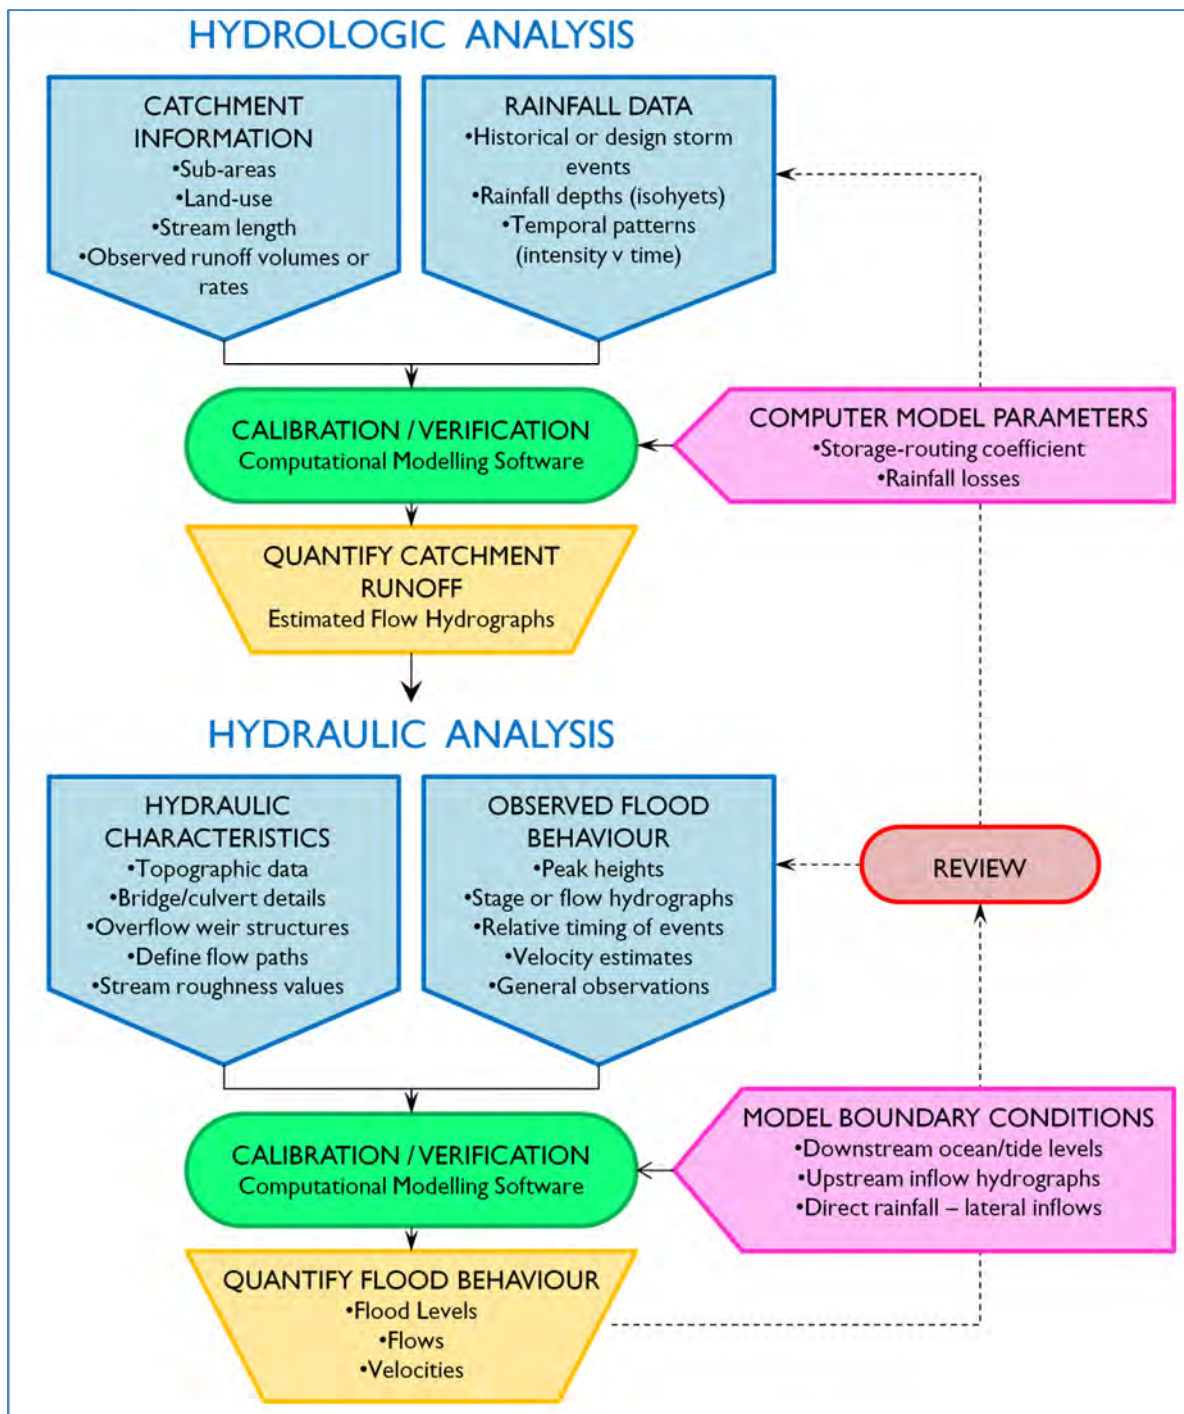 HYDROLOGIC ANALYSIS
CATCHMENT
INFORMATION
•Sub-areas
•Land-use
•Stream length
•Observed runoff volumes or
rates
RAINFALL DATA
•Historical or design storm
events
•Rainfall depths (isohyets)
•Temporal patterns
(intensity v time)
CALIBRATION / VERIFICATION
Computational Modelling Software
COMPUTER MODEL PARAMETERS
•Storage-routing coefficient
•Rainfall losses
QUANTIFY CATCHMENT
RUNOFF
Estimated Flow Hydrographs
HYDRAULIC ANALYSIS
HYDRAULIC
CHARACTERISTICS
•Topographic data
•Bridge/culvert details
•Overflow weir structures
•Define flow paths
•Stream roughness values
OBSERVED FLOOD
BEHAVIOUR
•Peak heights
•Stage or flow hydrographs
•Relative timing of events
•Velocity estimates
•General observations
REVIEW
CALIBRATION / VERIFICATION
Computational Modelling Software
MODEL BOUNDARY CONDITIONS
•Downstream ocean/tide levels
•Upstream inflow hydrographs
•Direct rainfall – lateral inflows
QUANTIFY FLOOD BEHAVIOUR
•Flood Levels
•Flows
•Velocities